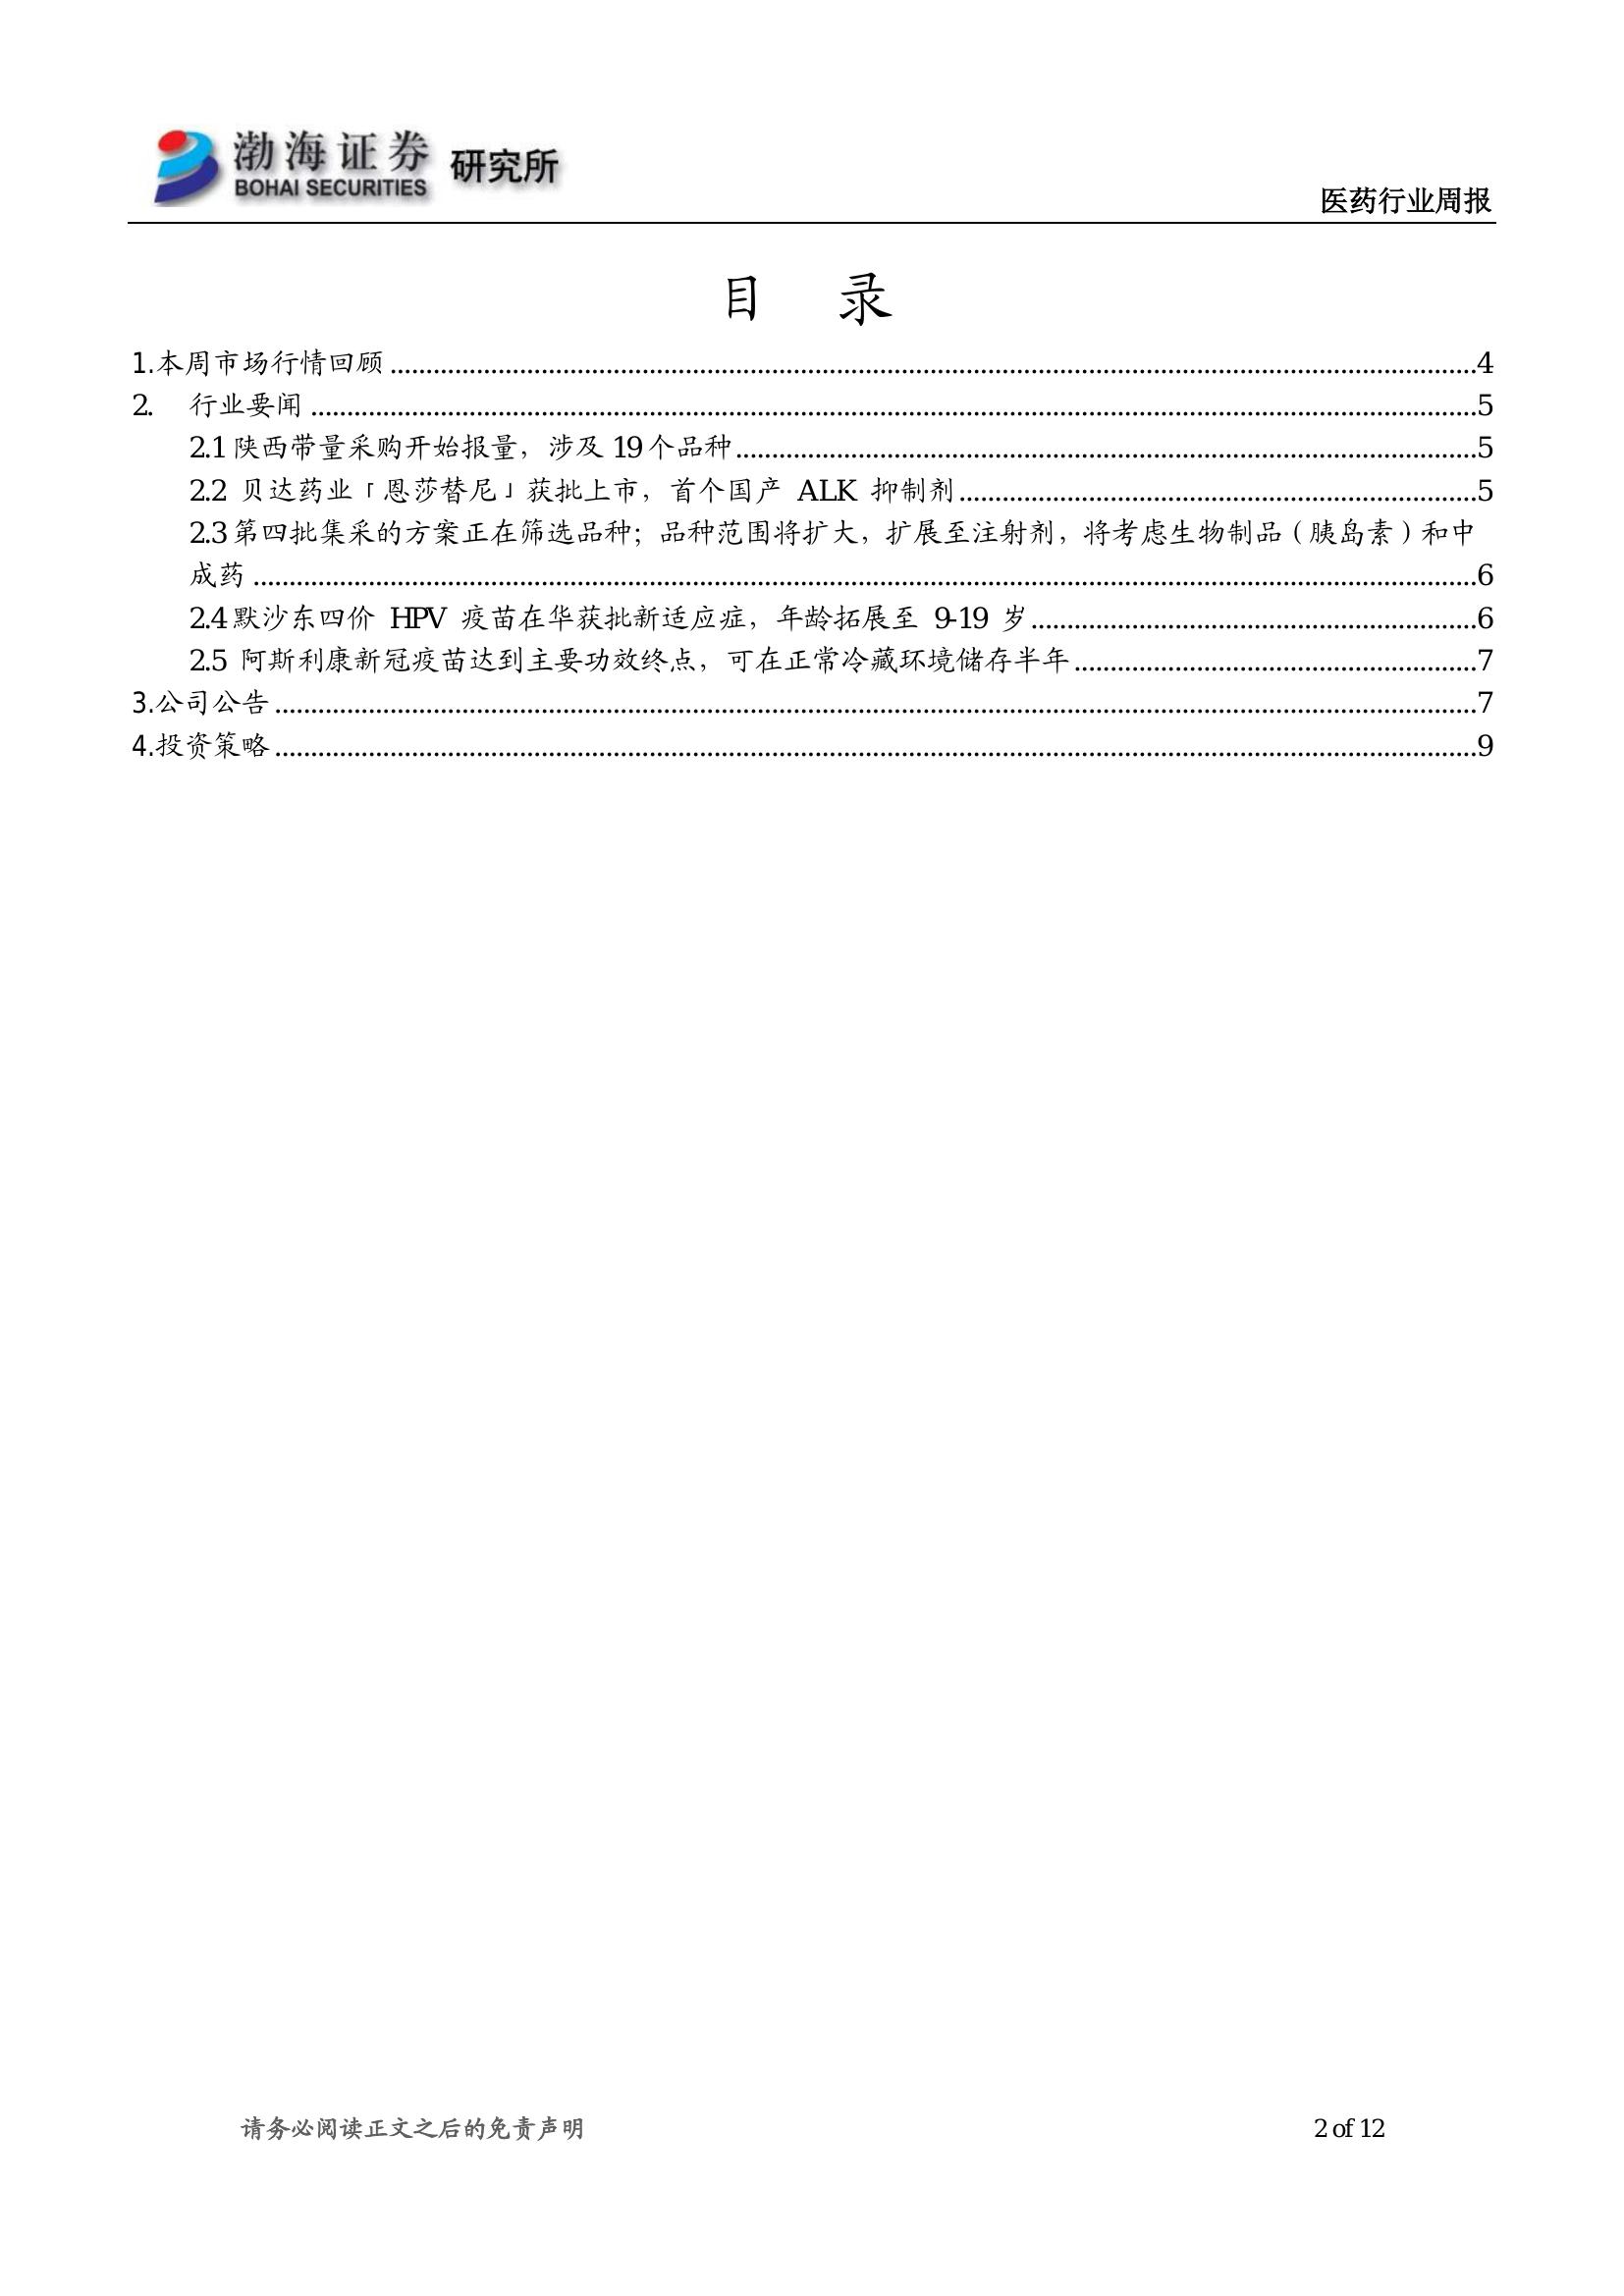 渤海证券 研究所
BOHAI SECURITIES
医药行业周报
目 录
1.本周市场行情回顾 ........ 4
2. 行业要闻 ........ 5
2.1 陕西带量采购开始报量，涉及 19 个品种 ........ 5
2.2 贝达药业「恩莎替尼」获批上市，首个国产 ALK 抑制剂 ........ 5
2.3 第四批集采的方案正在筛选品种；品种范围将扩大，扩展至注射剂，将考虑生物制品（胰岛素）和中
成药 ........ 6
2.4 默沙东四价 HPV 疫苗在华获批新适应症，年龄拓展至 9-19 岁 ........ 6
2.5 阿斯利康新冠疫苗达到主要功效终点，可在正常冷藏环境储存半年 ........ 7
3.公司公告 ........ 7
4.投资策略 ........ 9
请务必阅读正文之后的免责声明 2 of 12